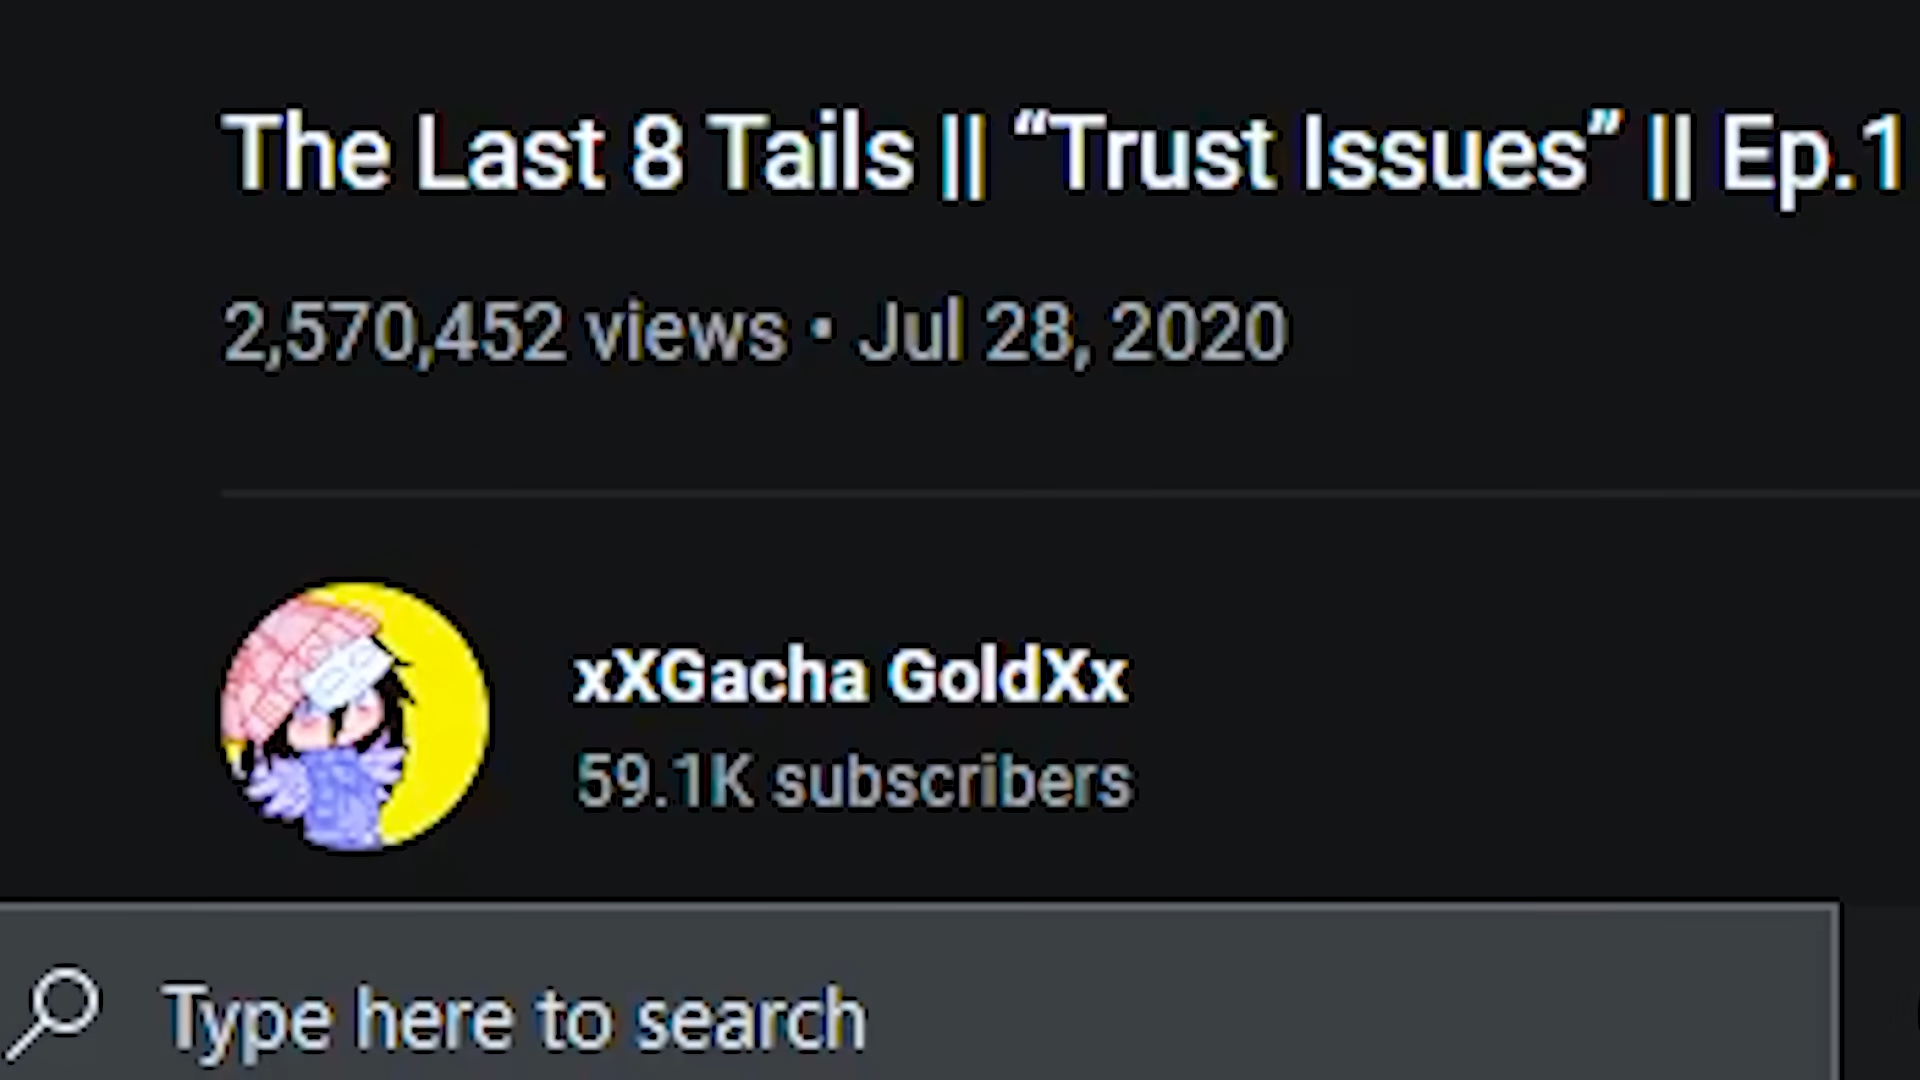 The Last 8 Tails || “Trust Issues” || Ep.1
2,570,452 views • Jul 28, 2020
xXGacha GoldXx
59.1K subscribers
Type here to search